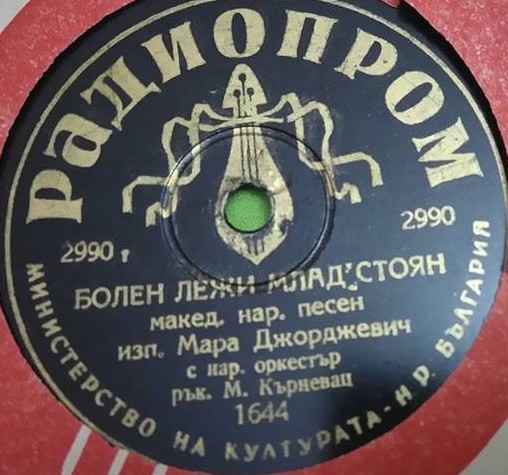 РАДИОПРОМ
2990
2990
БОЛЕН ЛЕЖИ МЛАД СТОЯН
макед. нар. песен
изп. Мара Джорджевич
с нар. оркестър
рък. М. Кърневац
1644
МИНИСТЕРСТВО НА КУЛТУРАТА - Н.Р. БЪЛГАРИЯ